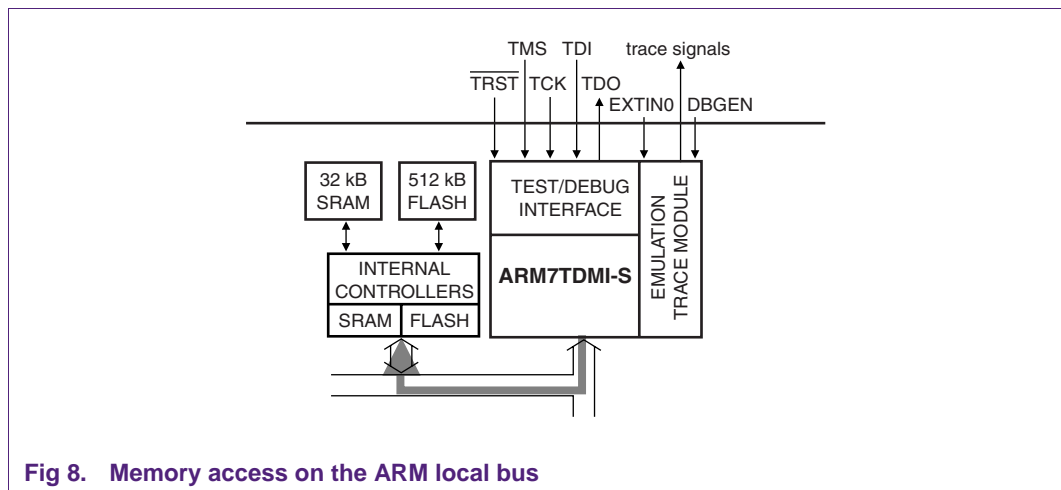 TMS TDI trace signals
TRST TCK TDO
EXTIN0 DBGEN
32 kB
SRAM
512 kB
FLASH
TEST/DEBUG
INTERFACE
EMULATION
TRACE MODULE
INTERNAL
CONTROLLERS
ARM7TDMI-S
SRAM FLASH
Fig 8. Memory access on the ARM local bus